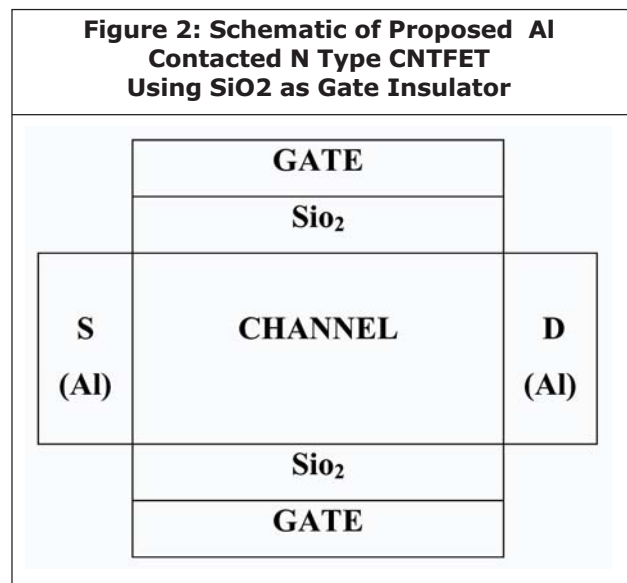 Figure 2: Schematic of Proposed Al
Contacted N Type CNTFET
Using SiO2 as Gate Insulator
GATE
Sio₂
S
(Al)
CHANNEL
D
(Al)
Sio₂
GATE